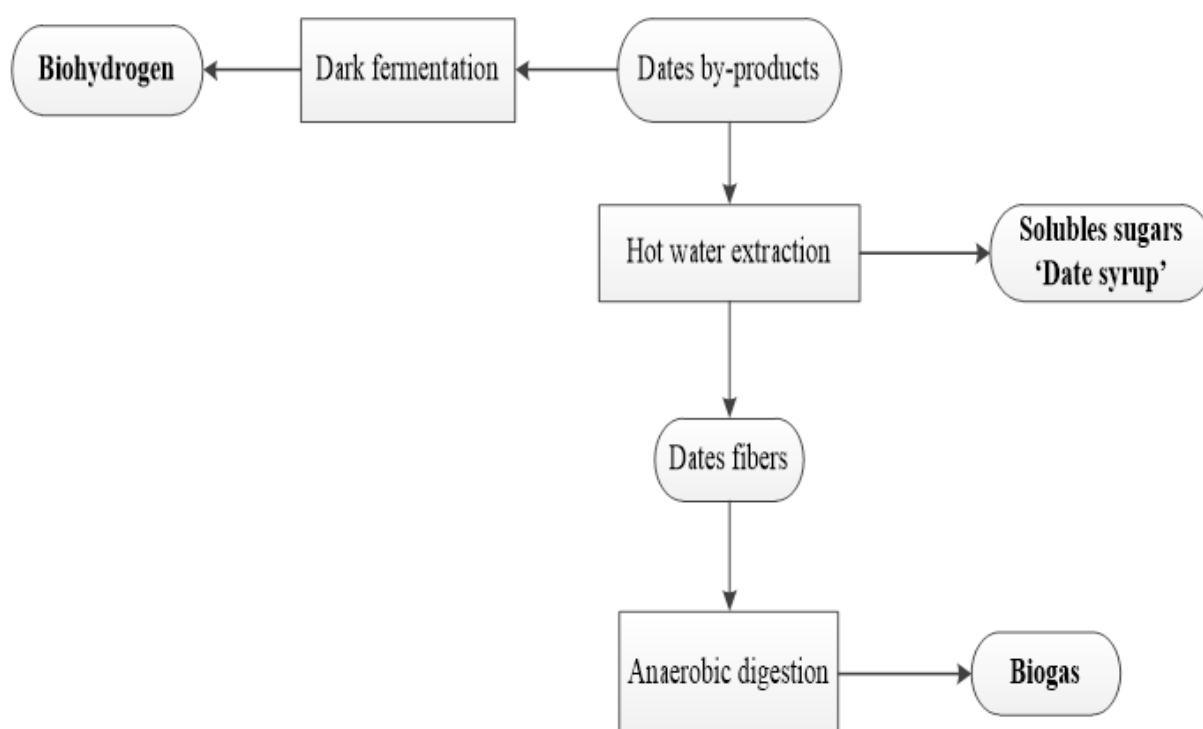 Biohydrogen
Dark fermentation
Dates by-products
Hot water extraction
Solubles sugars
‘Date syrup’
Dates fibers
Anaerobic digestion
Biogas